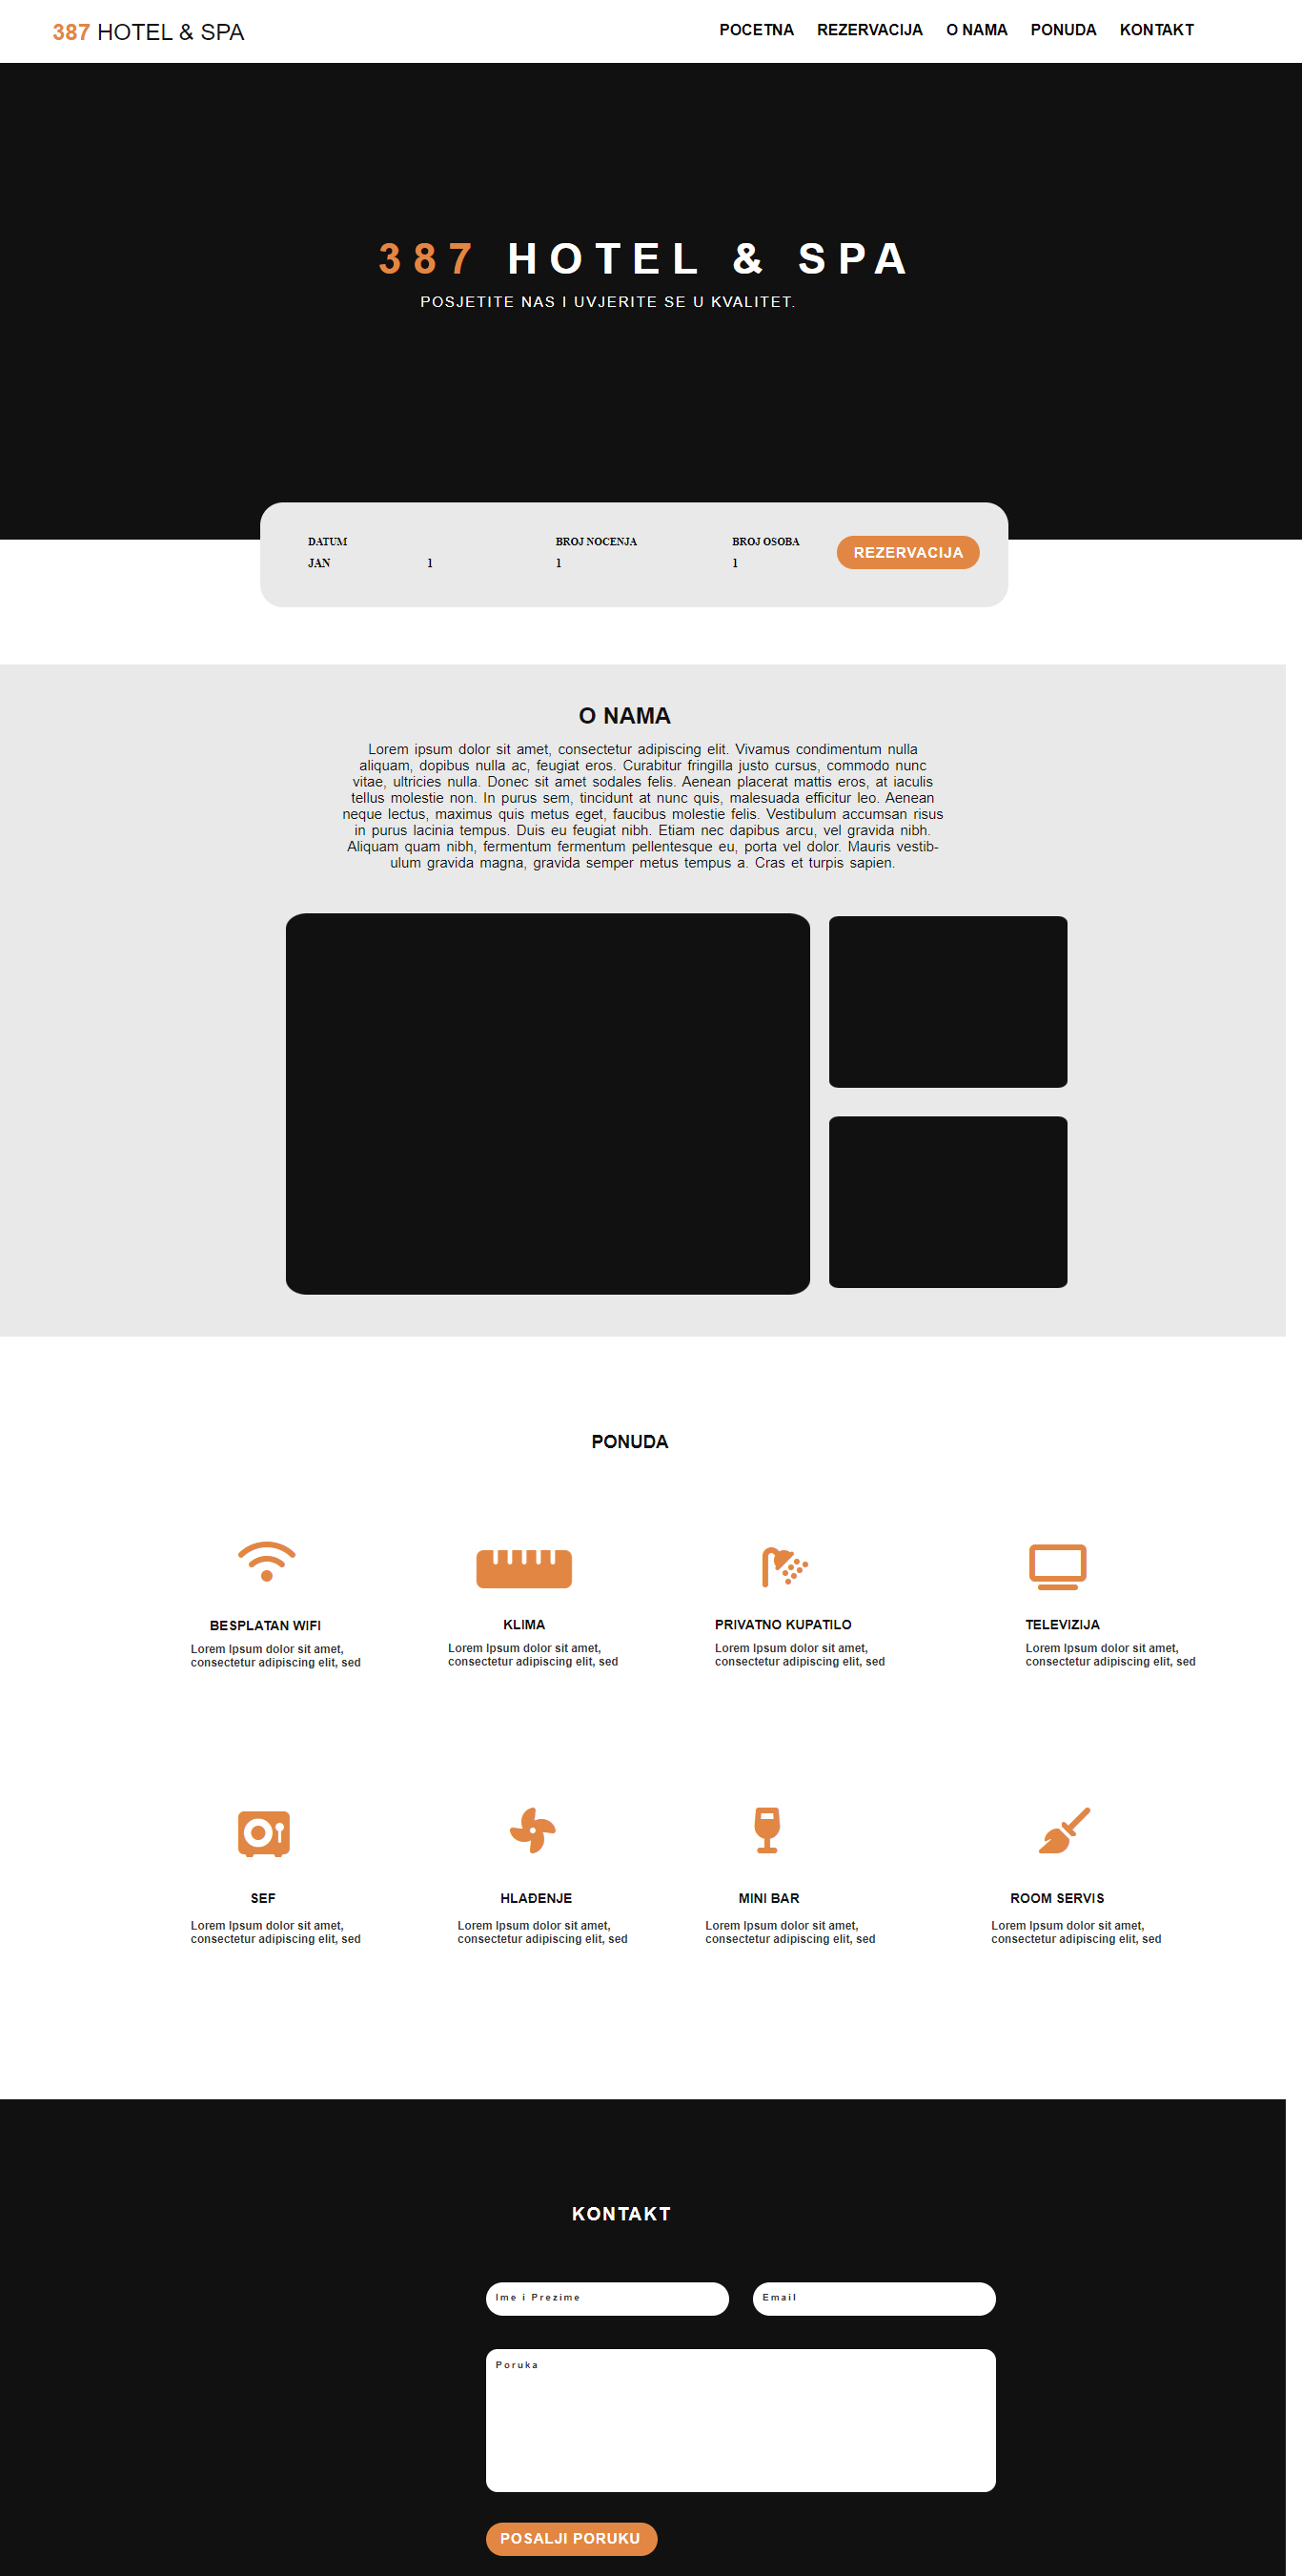 387 HOTEL & SPA
POCETNA REZERVACIJA O NAMA PONUDA KONTAKT
387 HOTEL & SPA
POSJETITE NAS I UVJERITE SE U KVALITET.
DATUM BROJ NOCENJA BROJ OSOBA
JAN 1 1 1
REZERVACIJA
O NAMA
Lorem ipsum dolor sit amet, consectetur adipiscing elit. Vivamus condimentum nulla
aliquam, dopibus nulla ac, feugiat eros. Curabitur fringilla justo cursus, commodo nunc
vitae, ultricies nulla. Donec sit amet sodales felis. Aenean placerat mattis eros, at iaculis
tellus molestie non. In purus sem, tincidunt at nunc quis, malesuada efficitur leo. Aenean
neque lectus, maximus quis metus eget, faucibus molestie felis. Vestibulum accumsan risus
in purus lacinia tempus. Duis eu feugiat nibh. Etiam nec dapibus arcu, vel gravida nibh.
Aliquam quam nibh, fermentum fermentum pellentesque eu, porta vel dolor. Mauris vestib-
ulum gravida magna, gravida semper metus tempus a. Cras et turpis sapien.
PONUDA
BESPLATAN WIFI
Lorem Ipsum dolor sit amet,
consectetur adipiscing elit, sed
KLIMA
Lorem Ipsum dolor sit amet,
consectetur adipiscing elit, sed
PRIVATNO KUPATILO
Lorem Ipsum dolor sit amet,
consectetur adipiscing elit, sed
TELEVIZIJA
Lorem Ipsum dolor sit amet,
consectetur adipiscing elit, sed
SEF
Lorem Ipsum dolor sit amet,
consectetur adipiscing elit, sed
HLAĐENJE
Lorem Ipsum dolor sit amet,
consectetur adipiscing elit, sed
MINI BAR
Lorem Ipsum dolor sit amet,
consectetur adipiscing elit, sed
ROOM SERVIS
Lorem Ipsum dolor sit amet,
consectetur adipiscing elit, sed
KONTAKT
Ime i Prezime
Email
Poruka
POSALJI PORUKU